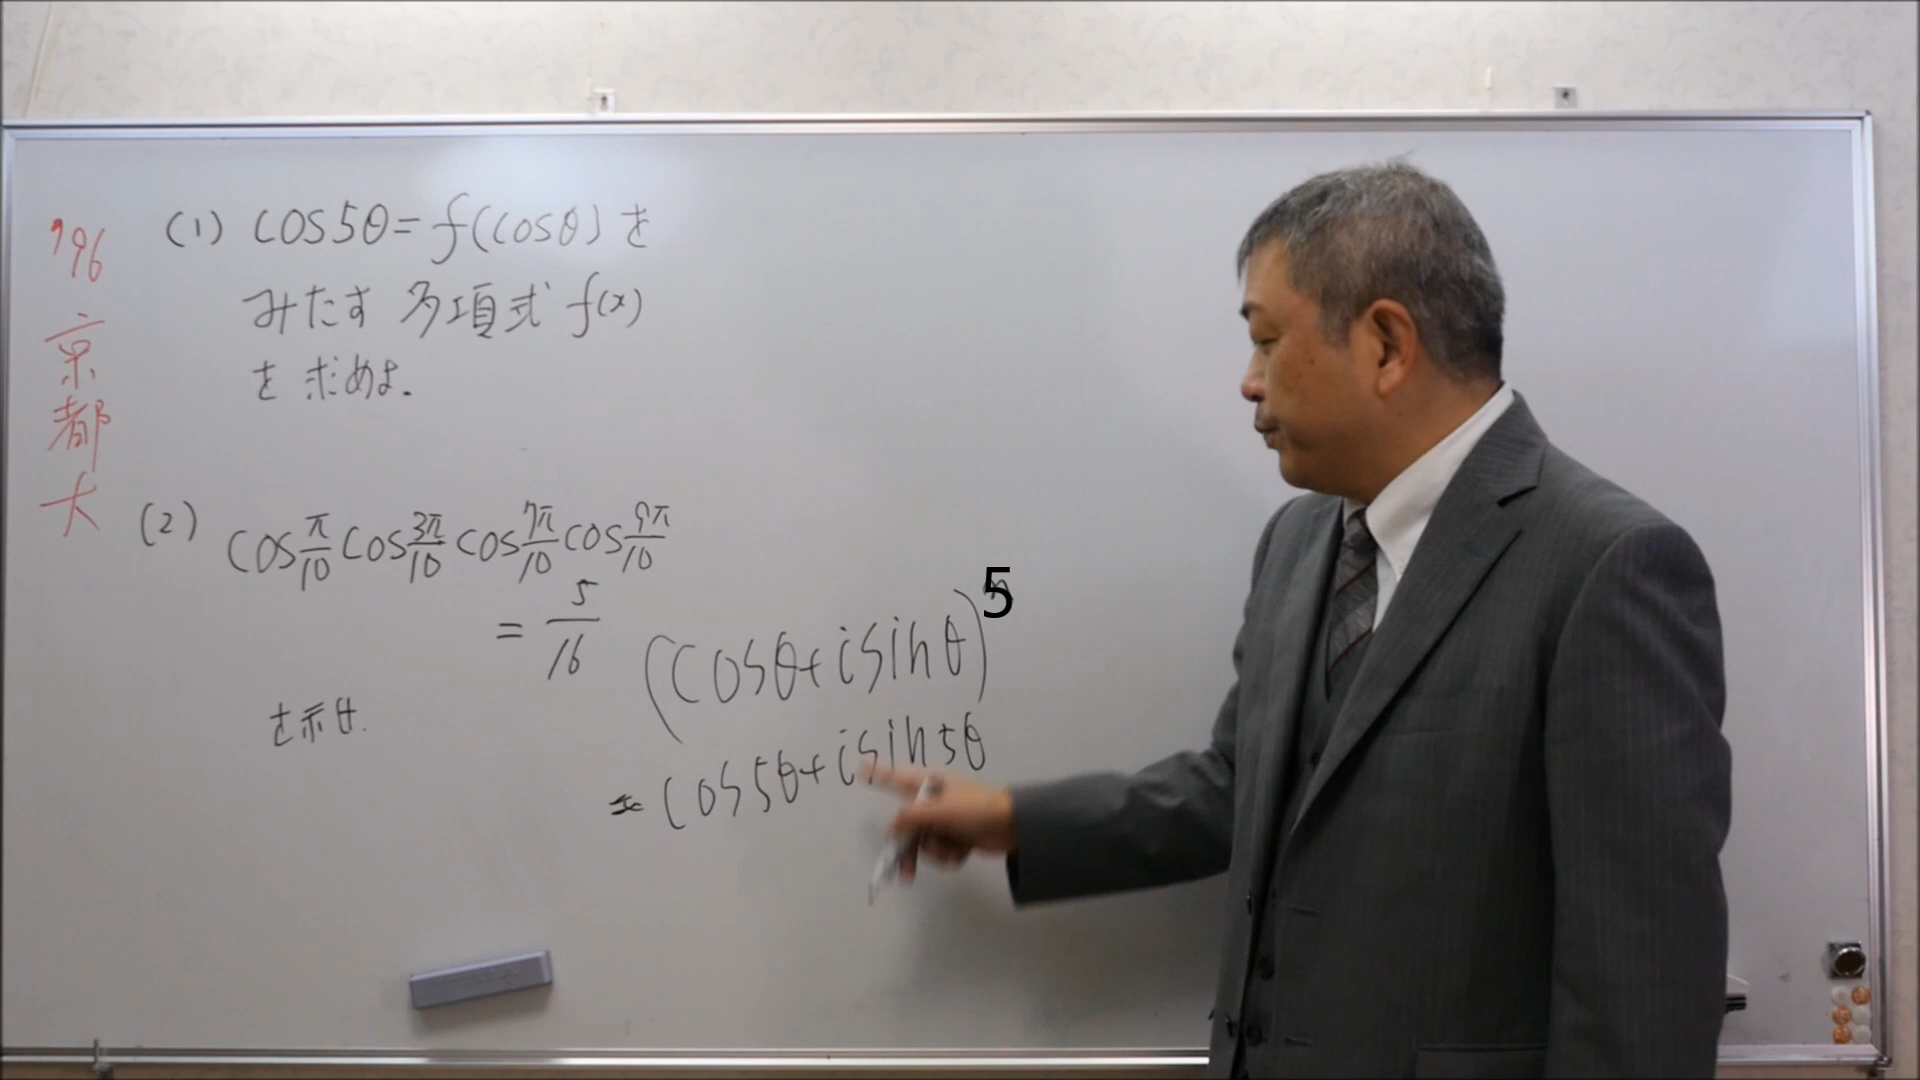 '96 京都大
(1) cos5θ=f(cosθ)を
みたす 多項式 f(x)
を求めよ.
(2) cos π/10 cos 3π/10 cos 7π/10 cos 9π/10
= 5/16
を示せ.
(cosθ+isinθ)^5
= cos5θ+isin5θ